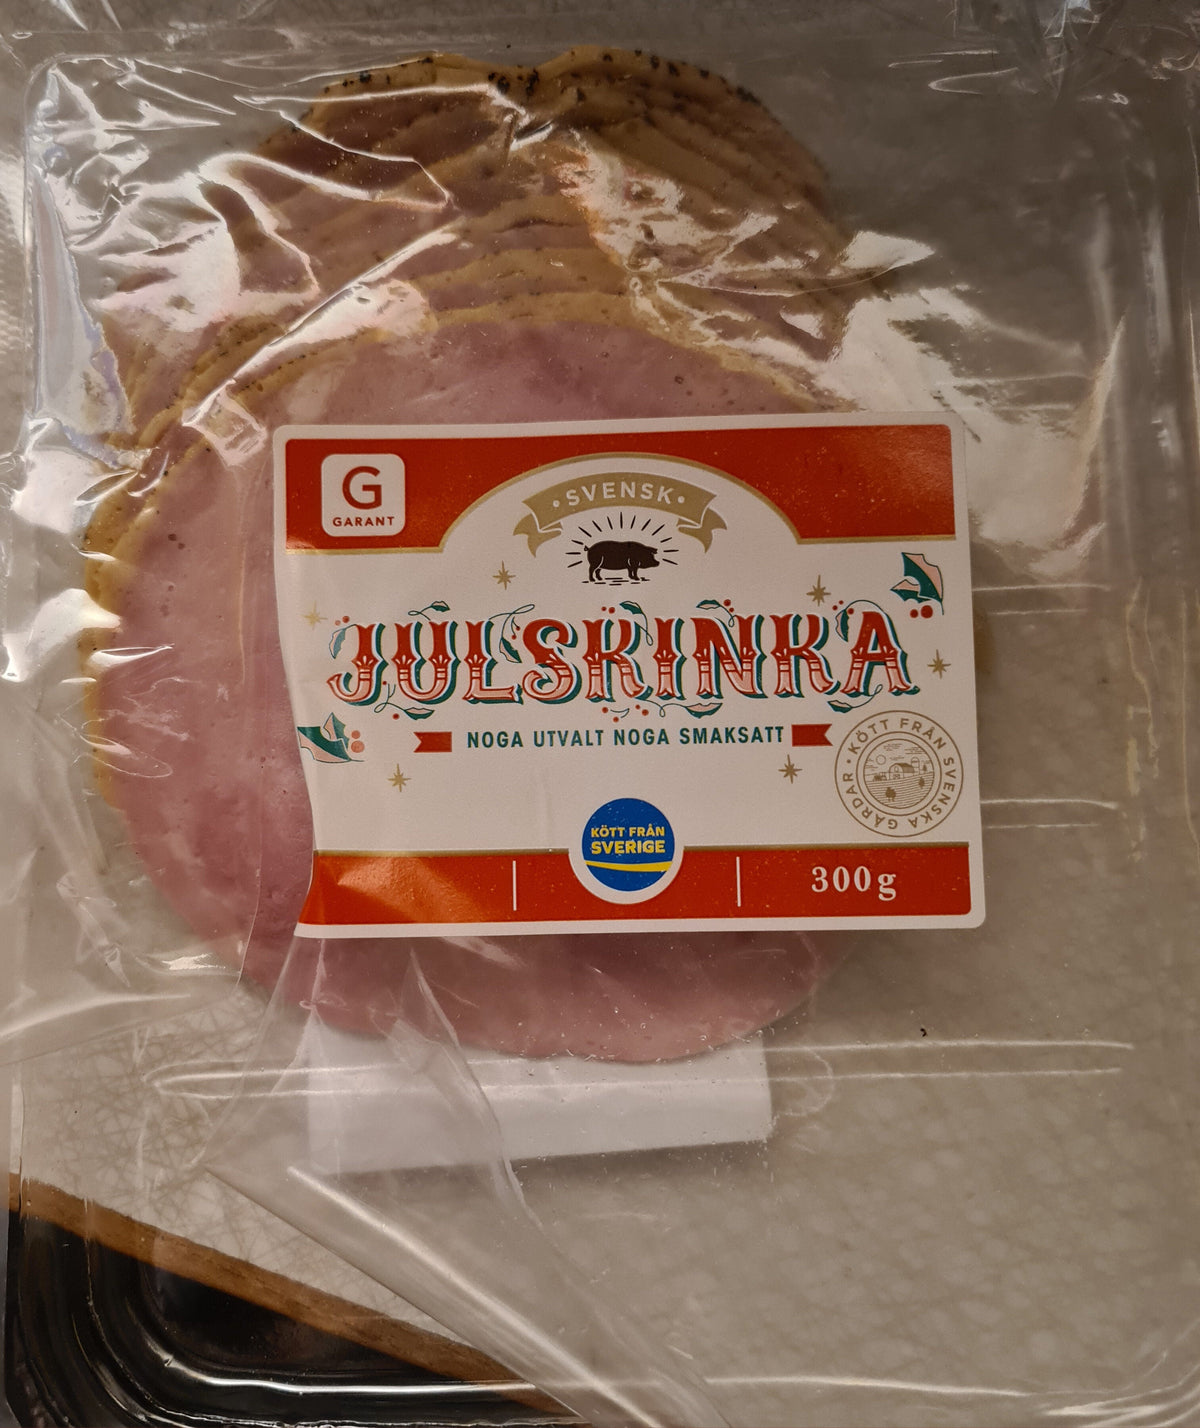 G
GARANT
· SVENSK ·
JULSKINKA
NOGA UTVALT NOGA SMAKSATT
· KÖTT FRÅN SVENSKA GÅRDAR
KÖTT FRÅN
SVERIGE
300g